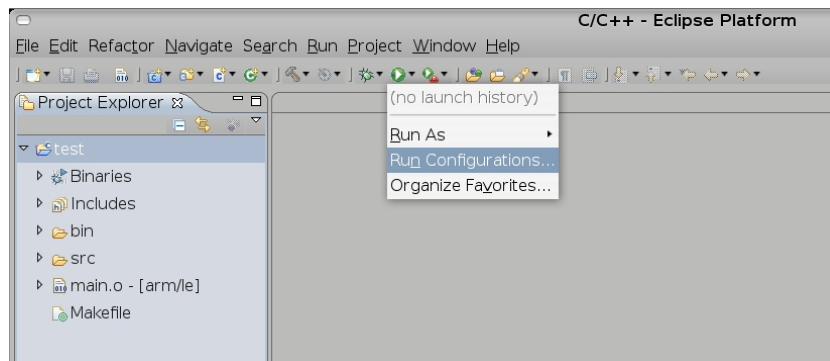 C/C++ - Eclipse Platform
File Edit Refactor Navigate Search Run Project Window Help
Project Explorer
(no launch history)
Run As
Run Configurations...
Organize Favorites...
test
Binaries
Includes
bin
src
main.o - [arm/le]
Makefile